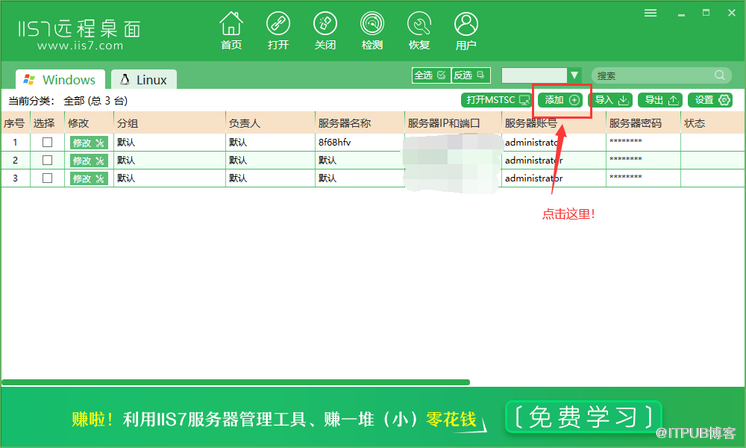 IIS7远程桌面
www.iis7.com
首页 打开 关闭 检测 恢复 用户
Windows Linux 全选 反选 搜索
当前分类： 全部 (总 3 台) 打开MSTSC 添加 导入 导出 设置
序号 选择 修改 分组 负责人 服务器名称 服务器IP和端口 服务器账号 服务器密码 状态
1 修改 默认 默认 8f68hfv administrator ********
2 修改 默认 默认 administrator ********
3 修改 默认 默认 administrator ********
点击这里！
赚啦！利用IIS7服务器管理工具、赚一堆（小）零花钱 免费学习
@ITPUB博客